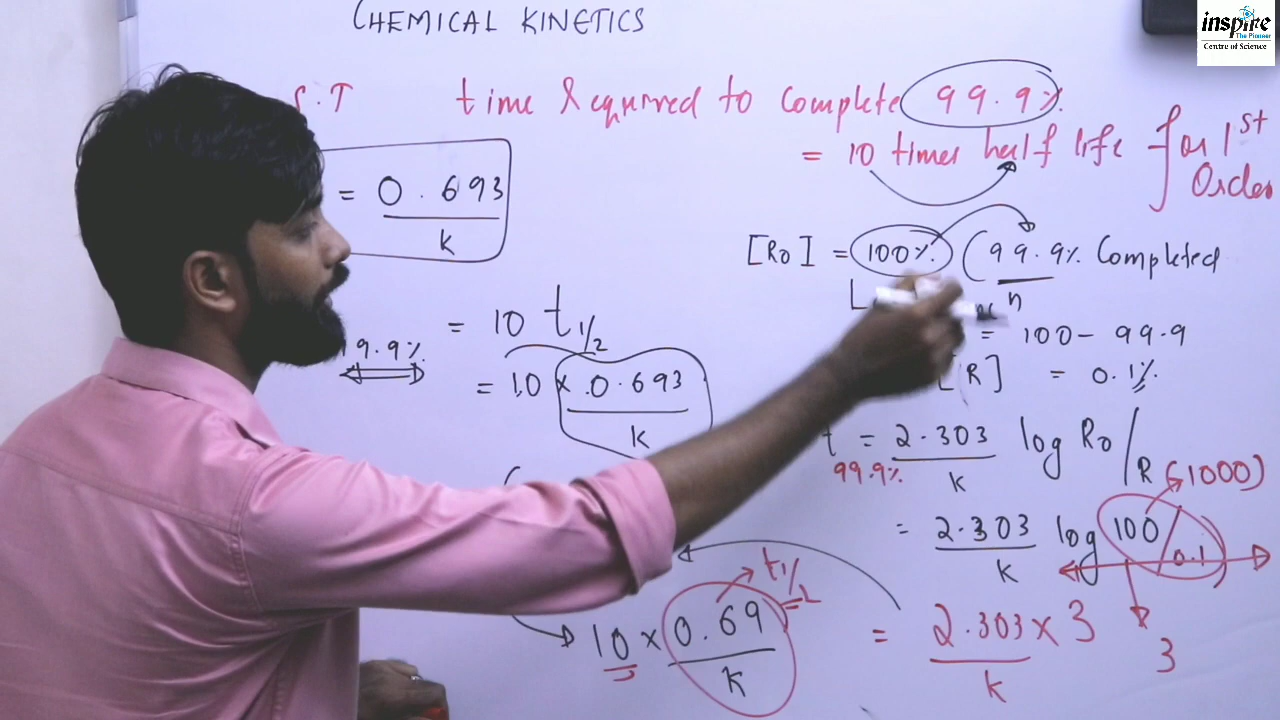 CHEMICAL KINETICS
inspire
The Pioneer
Centre of Science
S.T time Required to Complete 99.9%
= 10 times half life for 1st Order
= 0.693/k
[R0] = 100% (99.9% Completed
= 100 - 99.9
[R] = 0.1%
= 10 t1/2
99.9%
= 10 × 0.693/k
t99.9% = 2.303/k log R0/R
(1000)
= 2.303/k log 100/0.1
3
= 2.303/k × 3
10 × 0.69/k
t1/2